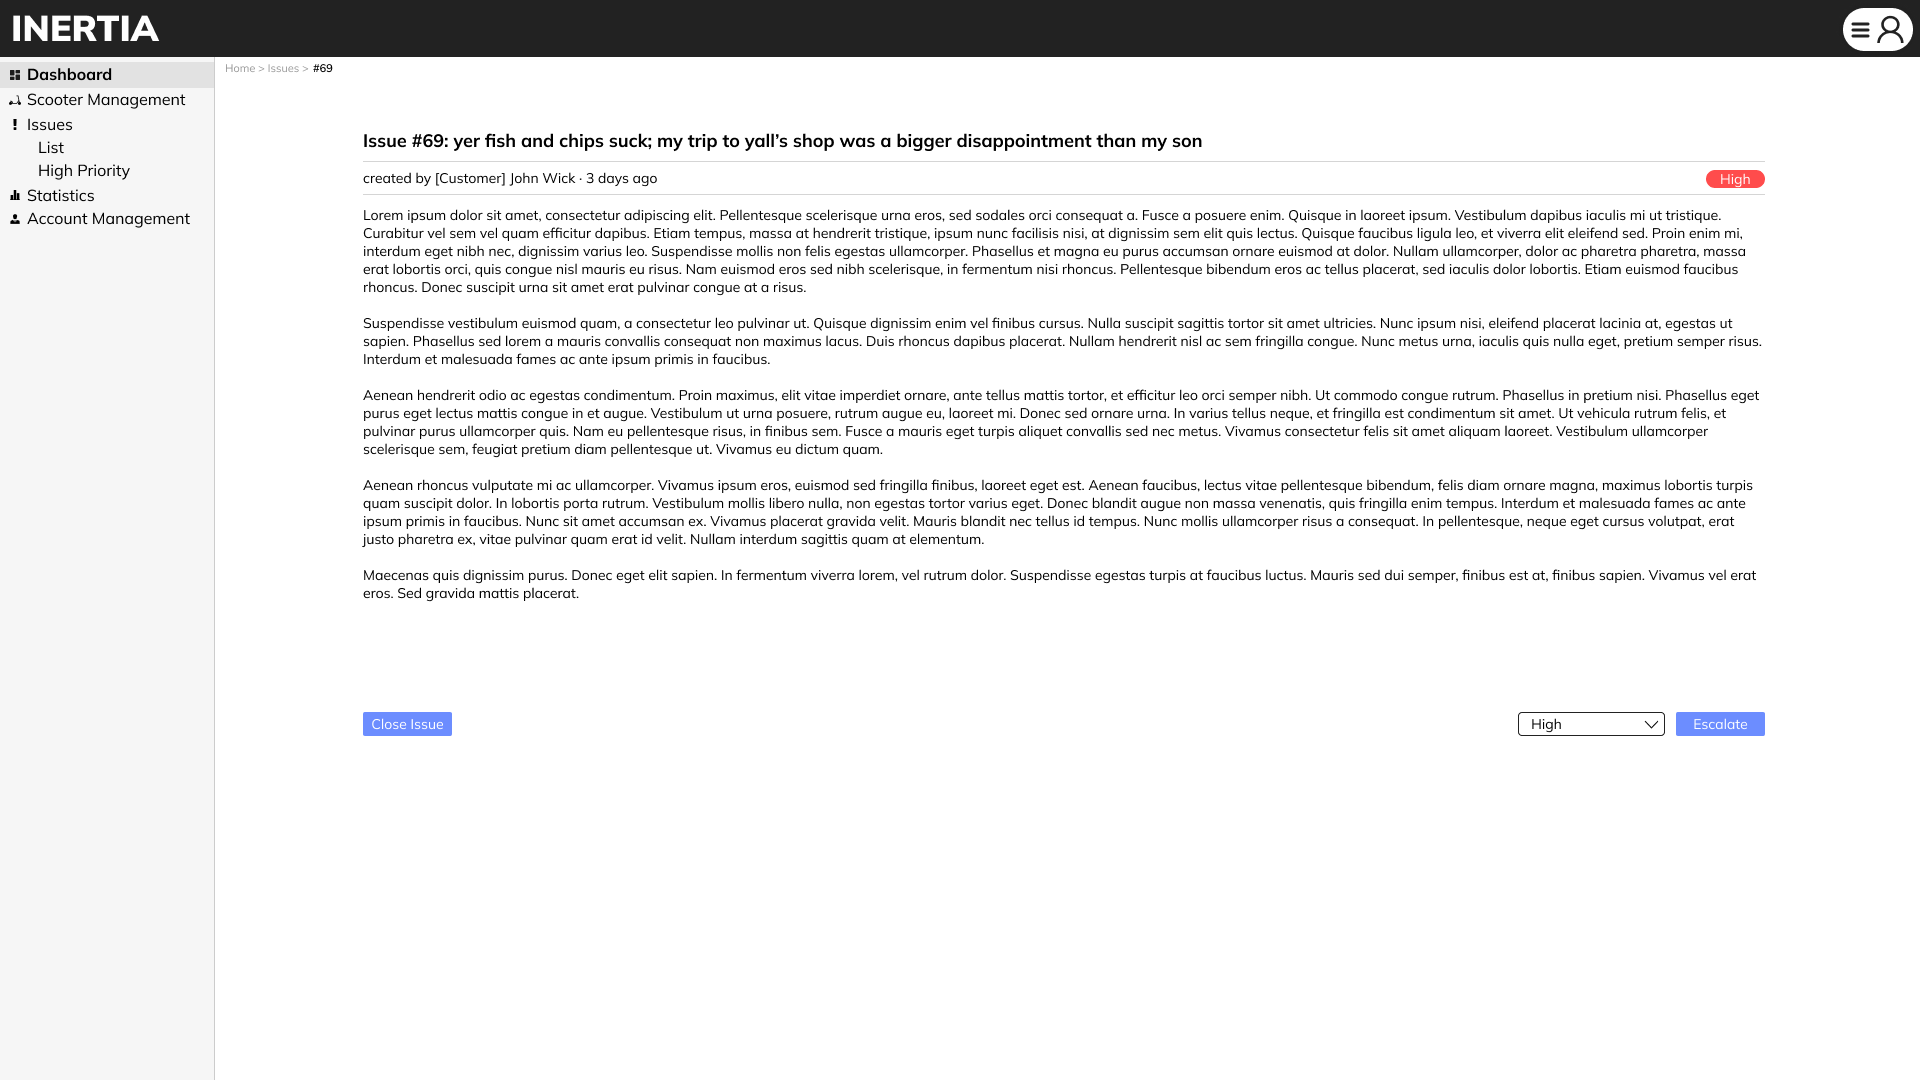 INERTIA
Dashboard
Scooter Management
Issues
List
High Priority
Statistics
Account Management
Home > Issues > #69
Issue #69: yer fish and chips suck; my trip to yall’s shop was a bigger disappointment than my son
created by [Customer] John Wick · 3 days ago
High
Lorem ipsum dolor sit amet, consectetur adipiscing elit. Pellentesque scelerisque urna eros, sed sodales orci consequat a. Fusce a posuere enim. Quisque in laoreet ipsum. Vestibulum dapibus iaculis mi ut tristique.
Curabitur vel sem vel quam efficitur dapibus. Etiam tempus, massa at hendrerit tristique, ipsum nunc facilisis nisi, at dignissim sem elit quis lectus. Quisque faucibus ligula leo, et viverra elit eleifend sed. Proin enim mi,
interdum eget nibh nec, dignissim varius leo. Suspendisse mollis non felis egestas ullamcorper. Phasellus et magna eu purus accumsan ornare euismod at dolor. Nullam ullamcorper, dolor ac pharetra pharetra, massa
erat lobortis orci, quis congue nisl mauris eu risus. Nam euismod eros sed nibh scelerisque, in fermentum nisi rhoncus. Pellentesque bibendum eros ac tellus placerat, sed iaculis dolor lobortis. Etiam euismod faucibus
rhoncus. Donec suscipit urna sit amet erat pulvinar congue at a risus.
Suspendisse vestibulum euismod quam, a consectetur leo pulvinar ut. Quisque dignissim enim vel finibus cursus. Nulla suscipit sagittis tortor sit amet ultricies. Nunc ipsum nisi, eleifend placerat lacinia at, egestas ut
sapien. Phasellus sed lorem a mauris convallis consequat non maximus lacus. Duis rhoncus dapibus placerat. Nullam hendrerit nisl ac sem fringilla congue. Nunc metus urna, iaculis quis nulla eget, pretium semper risus.
Interdum et malesuada fames ac ante ipsum primis in faucibus.
Aenean hendrerit odio ac egestas condimentum. Proin maximus, elit vitae imperdiet ornare, ante tellus mattis tortor, et efficitur leo orci semper nibh. Ut commodo congue rutrum. Phasellus in pretium nisi. Phasellus eget
purus eget lectus mattis congue in et augue. Vestibulum ut urna posuere, rutrum augue eu, laoreet mi. Donec sed ornare urna. In varius tellus neque, et fringilla est condimentum sit amet. Ut vehicula rutrum felis, et
pulvinar purus ullamcorper quis. Nam eu pellentesque risus, in finibus sem. Fusce a mauris eget turpis aliquet convallis sed nec metus. Vivamus consectetur felis sit amet aliquam laoreet. Vestibulum ullamcorper
scelerisque sem, feugiat pretium diam pellentesque ut. Vivamus eu dictum quam.
Aenean rhoncus vulputate mi ac ullamcorper. Vivamus ipsum eros, euismod sed fringilla finibus, laoreet eget est. Aenean faucibus, lectus vitae pellentesque bibendum, felis diam ornare magna, maximus lobortis turpis
quam suscipit dolor. In lobortis porta rutrum. Vestibulum mollis libero nulla, non egestas tortor varius eget. Donec blandit augue non massa venenatis, quis fringilla enim tempus. Interdum et malesuada fames ac ante
ipsum primis in faucibus. Nunc sit amet accumsan ex. Vivamus placerat gravida velit. Mauris blandit nec tellus id tempus. Nunc mollis ullamcorper risus a consequat. In pellentesque, neque eget cursus volutpat, erat
justo pharetra ex, vitae pulvinar quam erat id velit. Nullam interdum sagittis quam at elementum.
Maecenas quis dignissim purus. Donec eget elit sapien. In fermentum viverra lorem, vel rutrum dolor. Suspendisse egestas turpis at faucibus luctus. Mauris sed dui semper, finibus est at, finibus sapien. Vivamus vel erat
eros. Sed gravida mattis placerat.
Close Issue
High
Escalate